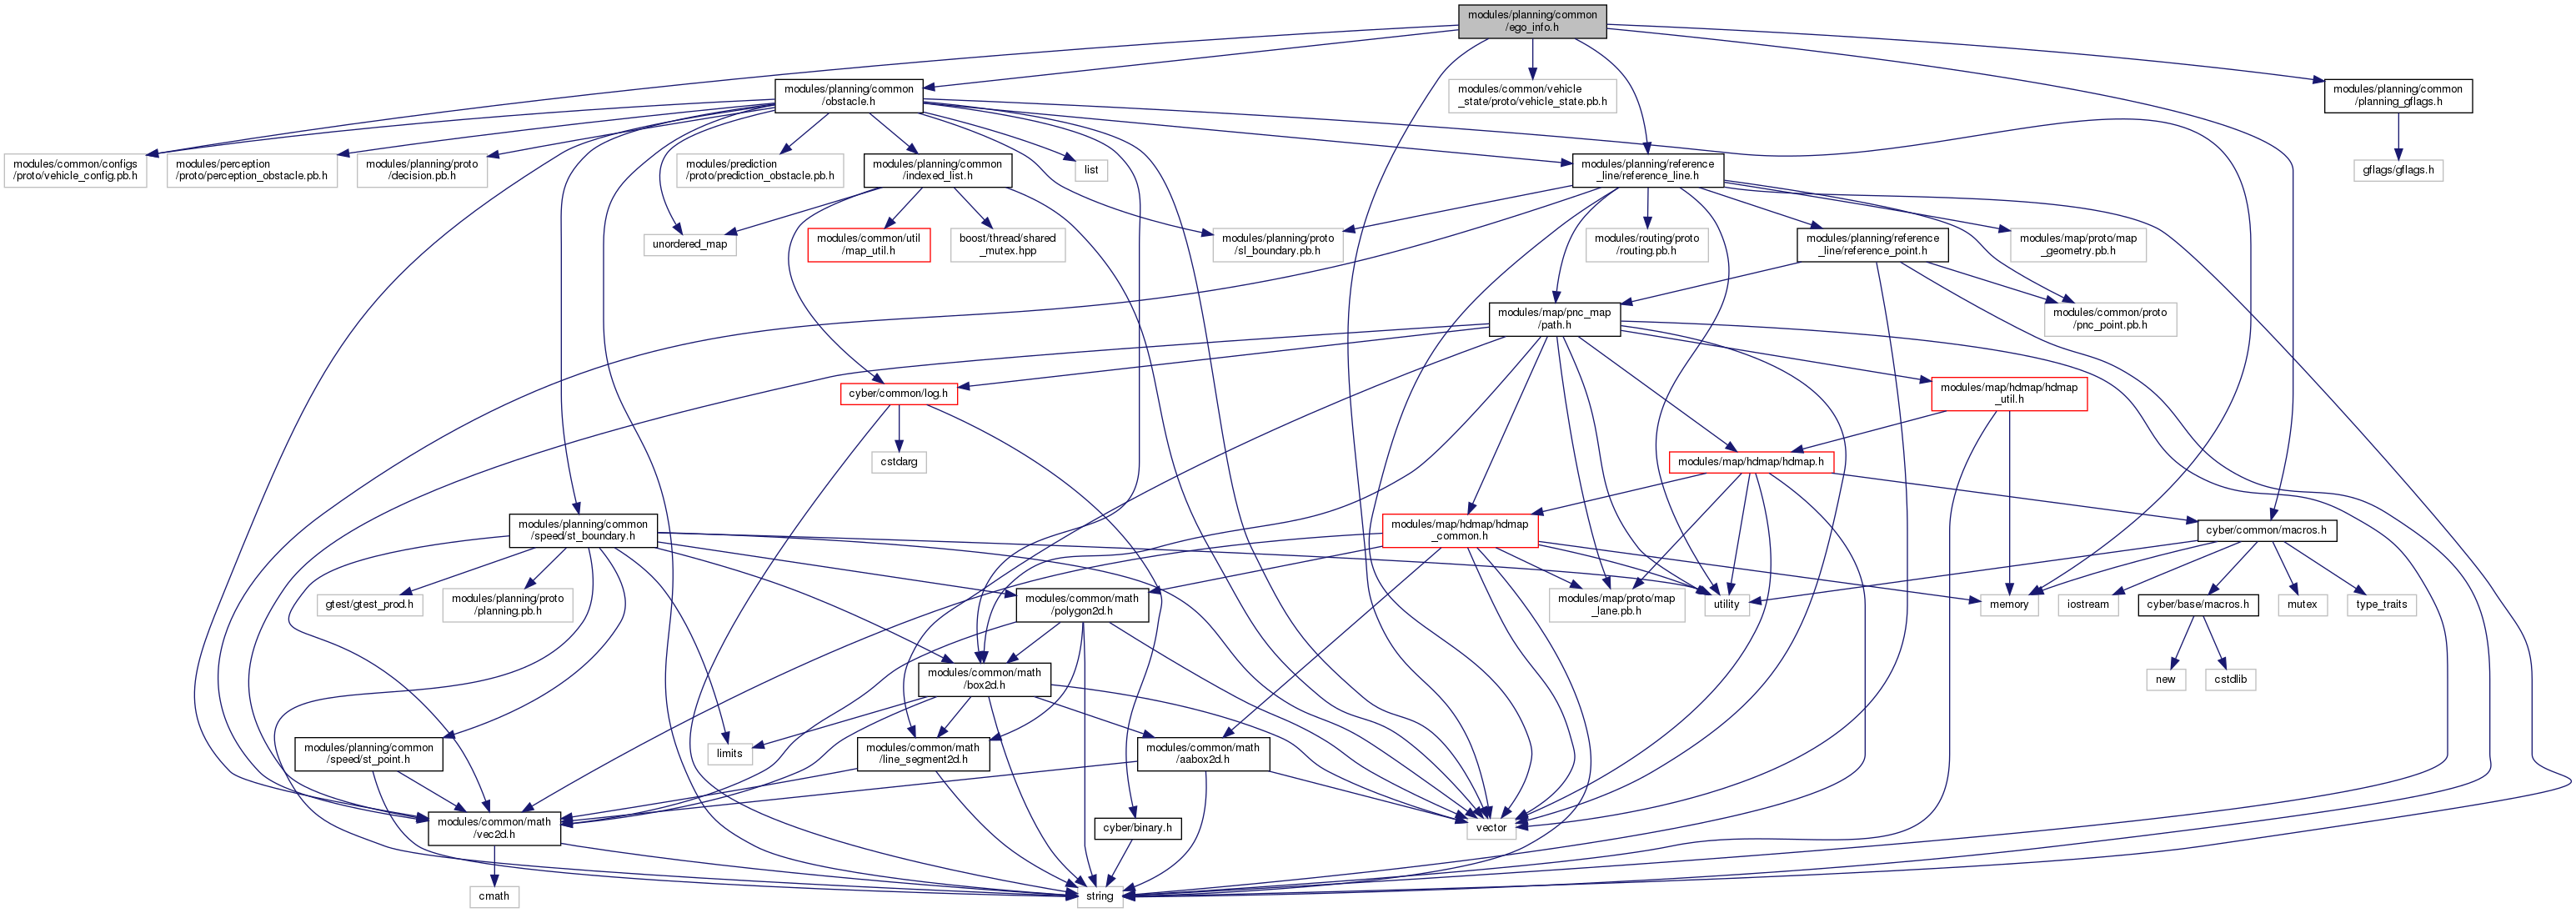 modules/planning/common
/ego_info.h
modules/planning/common
/obstacle.h
modules/common/vehicle
_state/proto/vehicle_state.pb.h
modules/planning/common
/planning_gflags.h
modules/common/configs
/proto/vehicle_config.pb.h
modules/perception
/proto/perception_obstacle.pb.h
modules/planning/proto
/decision.pb.h
modules/prediction
/proto/prediction_obstacle.pb.h
modules/planning/common
/indexed_list.h
list
modules/planning/reference
_line/reference_line.h
gflags/gflags.h
unordered_map
modules/common/util
/map_util.h
boost/thread/shared
_mutex.hpp
modules/planning/proto
/sl_boundary.pb.h
modules/routing/proto
/routing.pb.h
modules/planning/reference
_line/reference_point.h
modules/map/proto/map
_geometry.pb.h
modules/map/pnc_map
/path.h
modules/common/proto
/pnc_point.pb.h
cyber/common/log.h
modules/map/hdmap/hdmap
_util.h
cstdarg
modules/map/hdmap/hdmap.h
modules/planning/common
/speed/st_boundary.h
modules/map/hdmap/hdmap
_common.h
cyber/common/macros.h
gtest/gtest_prod.h
modules/planning/proto
/planning.pb.h
modules/common/math
/polygon2d.h
modules/map/proto/map
_lane.pb.h
utility
memory
iostream
cyber/base/macros.h
mutex
type_traits
modules/common/math
/box2d.h
new
cstdlib
modules/planning/common
/speed/st_point.h
limits
modules/common/math
/line_segment2d.h
modules/common/math
/aabox2d.h
modules/common/math
/vec2d.h
cyber/binary.h
vector
cmath
string